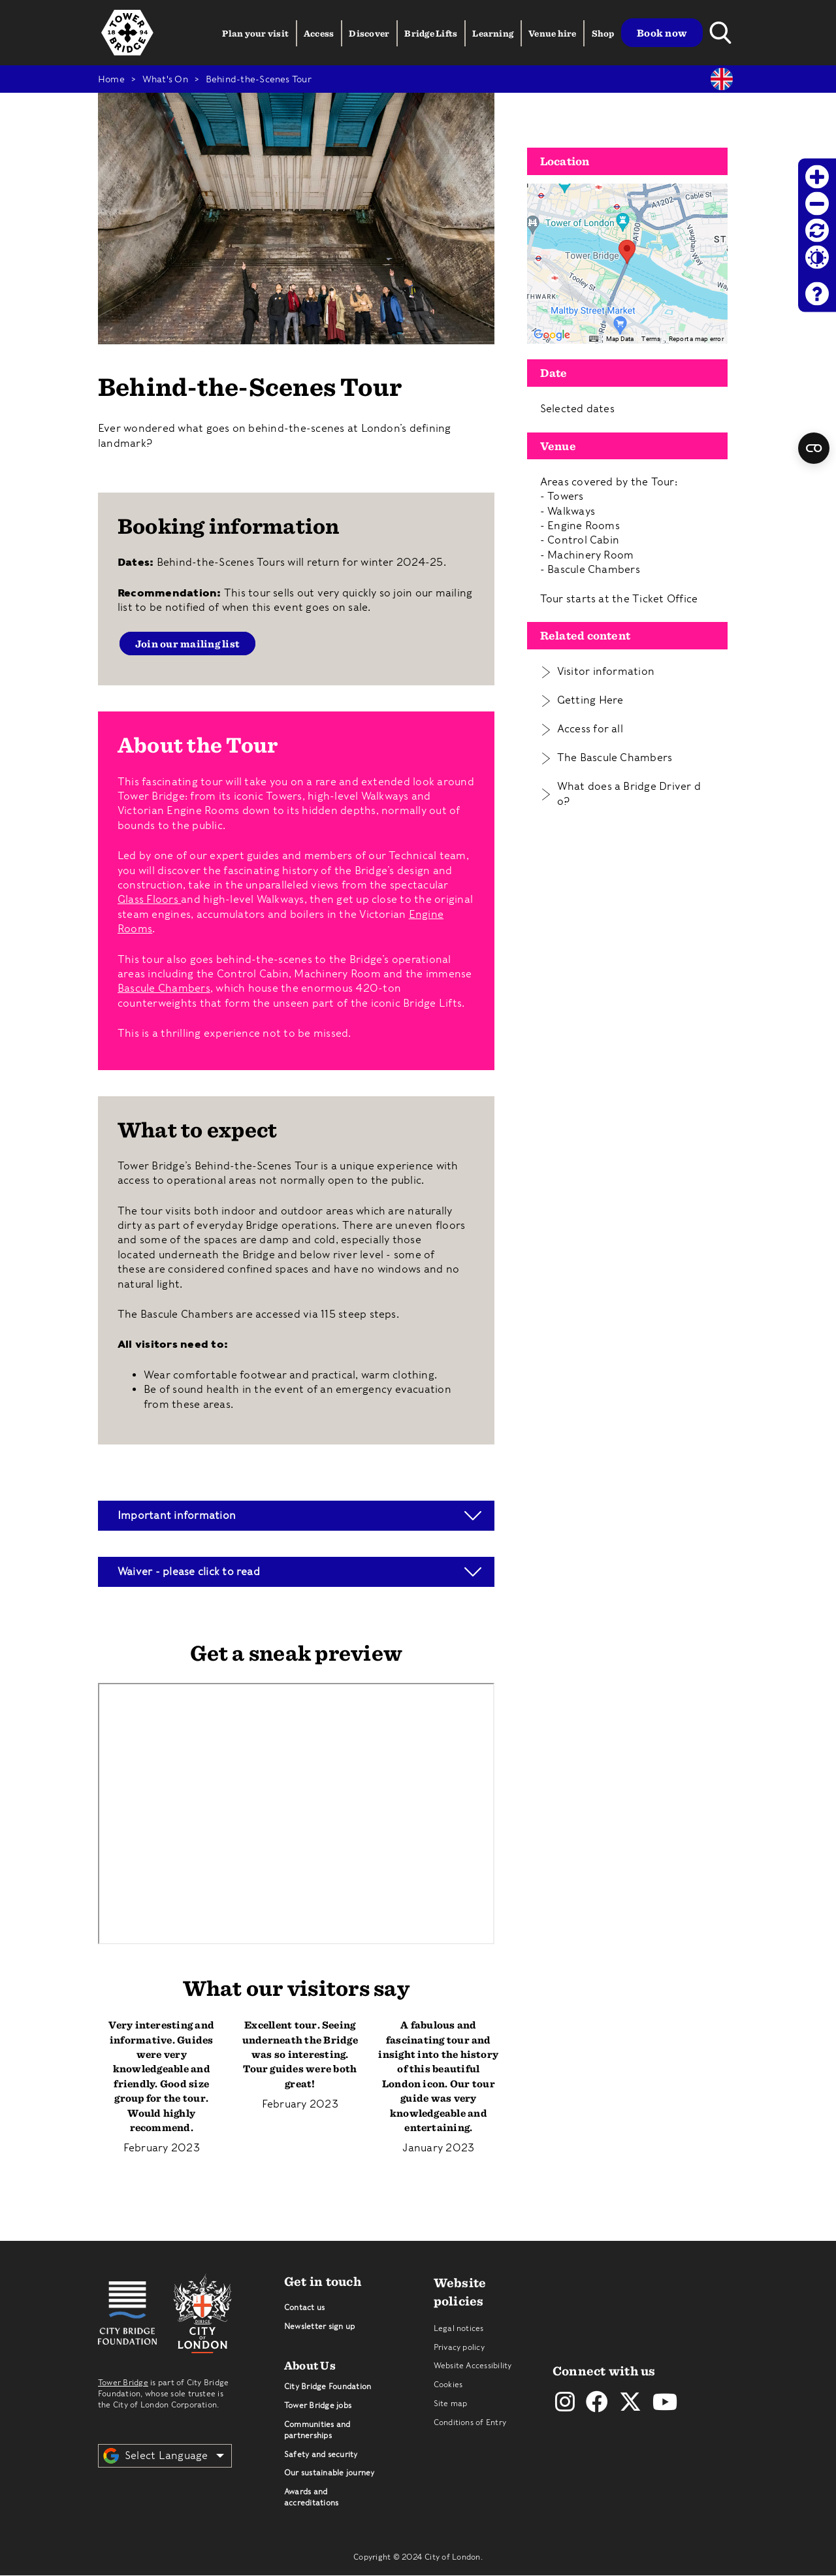 TOWER
18 94
BRIDGE
Plan your visit
Access
Discover
Bridge Lifts
Learning
Venue hire
Shop
Book now
Home > What's On > Behind-the-Scenes Tour
Behind-the-Scenes Tour
Ever wondered what goes on behind-the-scenes at London's defining
landmark?
Booking information
Dates: Behind-the-Scenes Tours will return for winter 2024-25.
Recommendation: This tour sells out very quickly so join our mailing
list to be notified of when this event goes on sale.
Join our mailing list
About the Tour
This fascinating tour will take you on a rare and extended look around
Tower Bridge: from its iconic Towers, high-level Walkways and
Victorian Engine Rooms down to its hidden depths, normally out of
bounds to the public.
Led by one of our expert guides and members of our Technical team,
you will discover the fascinating history of the Bridge's design and
construction, take in the unparalleled views from the spectacular
Glass Floors and high-level Walkways, then get up close to the original
steam engines, accumulators and boilers in the Victorian Engine
Rooms.
This tour also goes behind-the-scenes to the Bridge's operational
areas including the Control Cabin, Machinery Room and the immense
Bascule Chambers, which house the enormous 420-ton
counterweights that form the unseen part of the iconic Bridge Lifts.
This is a thrilling experience not to be missed.
What to expect
Tower Bridge's Behind-the-Scenes Tour is a unique experience with
access to operational areas not normally open to the public.
The tour visits both indoor and outdoor areas which are naturally
dirty as part of everyday Bridge operations. There are uneven floors
and some of the spaces are damp and cold, especially those
located underneath the Bridge and below river level - some of
these are considered confined spaces and have no windows and no
natural light.
The Bascule Chambers are accessed via 115 steep steps.
All visitors need to:
• Wear comfortable footwear and practical, warm clothing.
• Be of sound health in the event of an emergency evacuation
from these areas.
Important information
Waiver - please click to read
Get a sneak preview
What our visitors say
Very interesting and
informative. Guides
were very
knowledgeable and
friendly. Good size
group for the tour.
Would highly
recommend.
February 2023
Excellent tour. Seeing
underneath the Bridge
was so interesting.
Tour guides were both
great!
February 2023
A fabulous and
fascinating tour and
insight into the history
of this beautiful
London icon. Our tour
guide was very
knowledgeable and
entertaining.
January 2023
Location
Cable St
A1202
Tower of London
A100
Vaughan Way
ST
Tower Bridge
Tooley St
THWARK
Maltby Street Market
Rds
Google
Map Data
Terms
Report a map error
Date
Selected dates
Venue
Areas covered by the Tour:
- Towers
- Walkways
- Engine Rooms
- Control Cabin
- Machinery Room
- Bascule Chambers
Tour starts at the Ticket Office
Related content
Visitor information
Getting Here
Access for all
The Bascule Chambers
What does a Bridge Driver d
o?
CITY BRIDGE
FOUNDATION
CITY
OF
LONDON
Tower Bridge is part of City Bridge
Foundation, whose sole trustee is
the City of London Corporation.
Select Language
Get in touch
Contact us
Newsletter sign up
About Us
City Bridge Foundation
Tower Bridge jobs
Communities and
partnerships
Safety and security
Our sustainable journey
Awards and
accreditations
Website
policies
Legal notices
Privacy policy
Website Accessibility
Cookies
Site map
Conditions of Entry
Connect with us
Copyright © 2024 City of London.